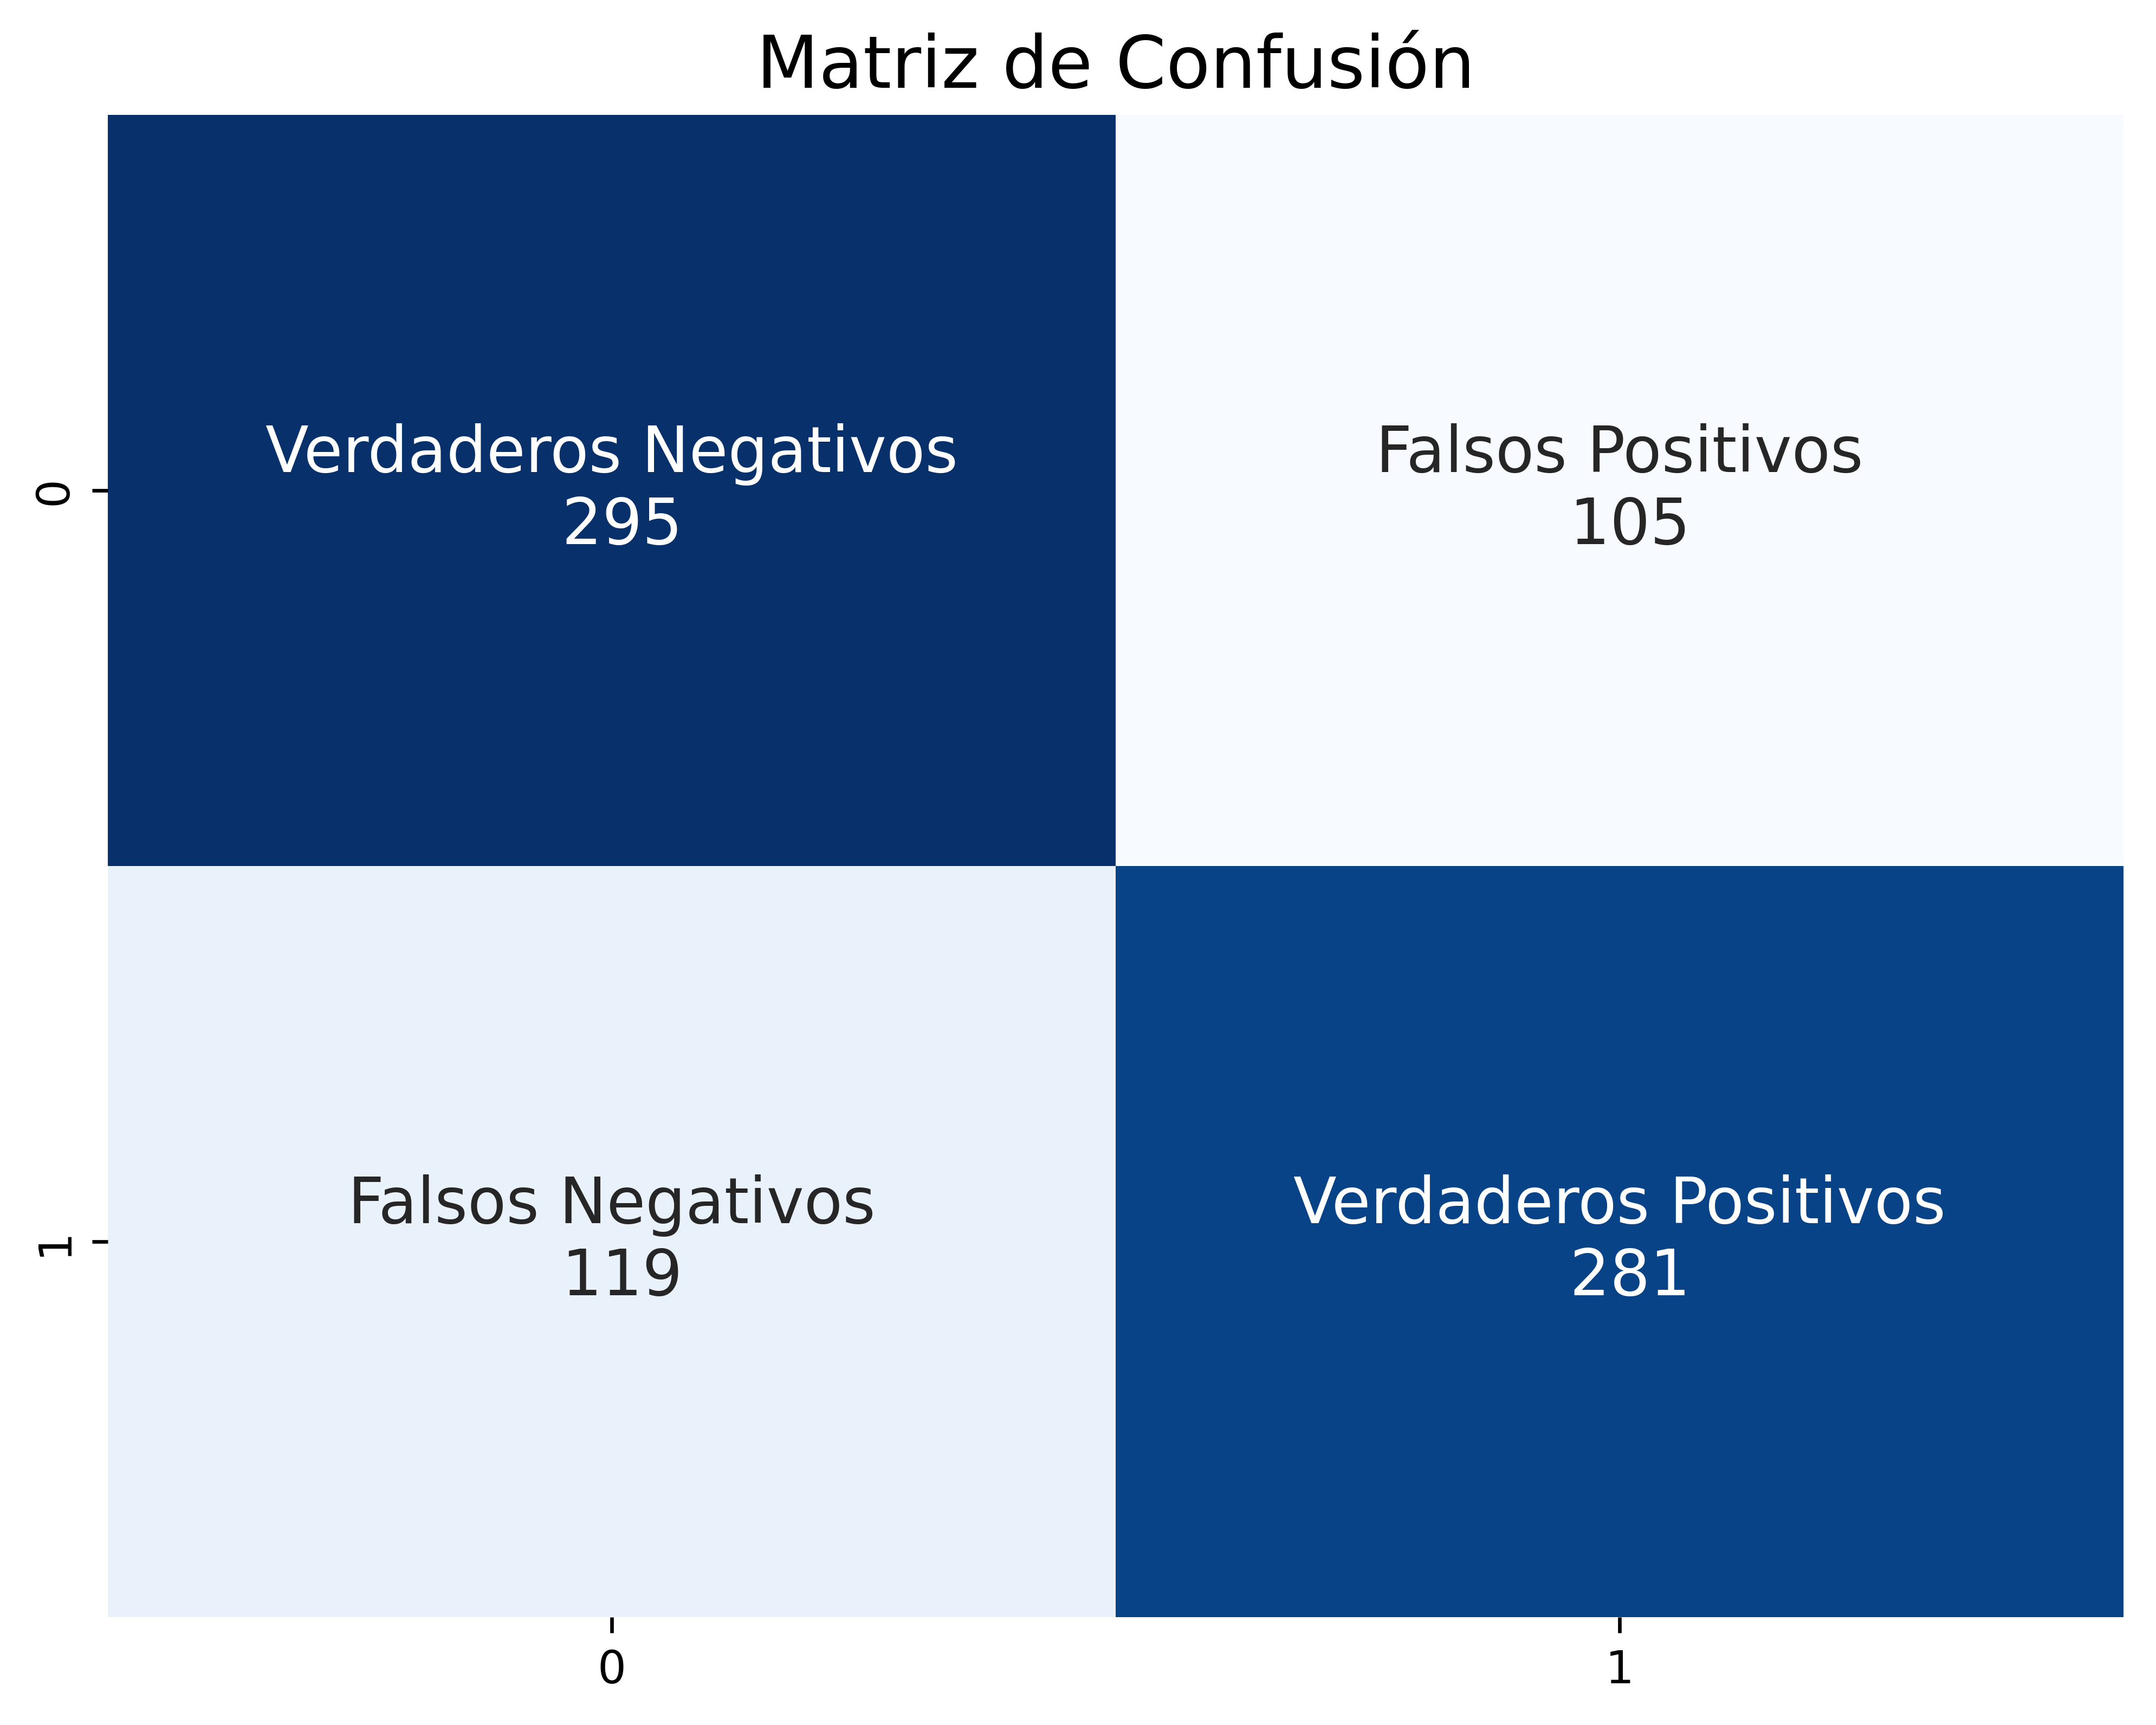 Matriz de Confusión
Verdaderos Negativos
295
Falsos Positivos
105
0
Falsos Negativos
119
Verdaderos Positivos
281
1
0
1